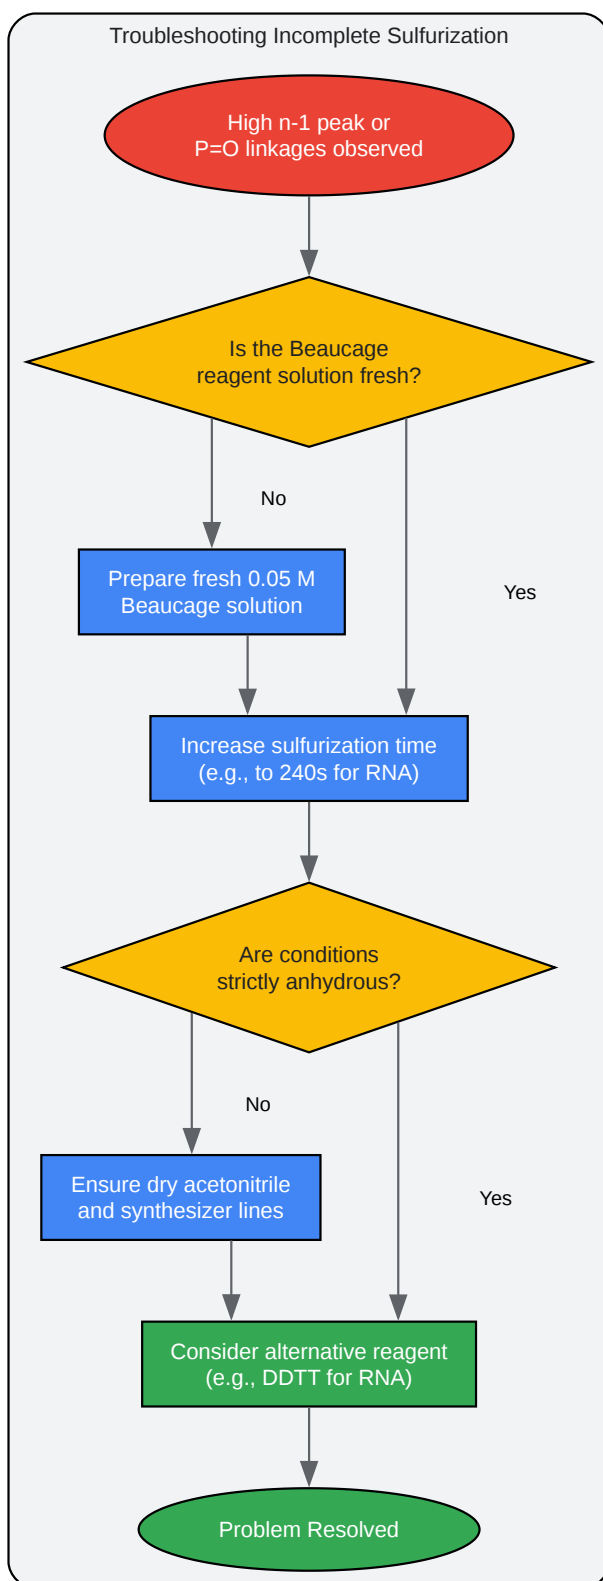 Troubleshooting Incomplete Sulfurization
High n-1 peak or
P=O linkages observed
Is the Beaucage
reagent solution fresh?
No
Prepare fresh 0.05 M
Beaucage solution
Yes
Increase sulfurization time
(e.g., to 240s for RNA)
Are conditions
strictly anhydrous?
No
Ensure dry acetonitrile
and synthesizer lines
Yes
Consider alternative reagent
(e.g., DDTT for RNA)
Problem Resolved